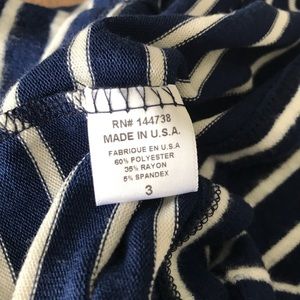 RN# 144738
MADE IN U.S.A.
FABRIQUE EN U.S.A
60% POLYESTER
35% RAYON
5% SPANDEX
3